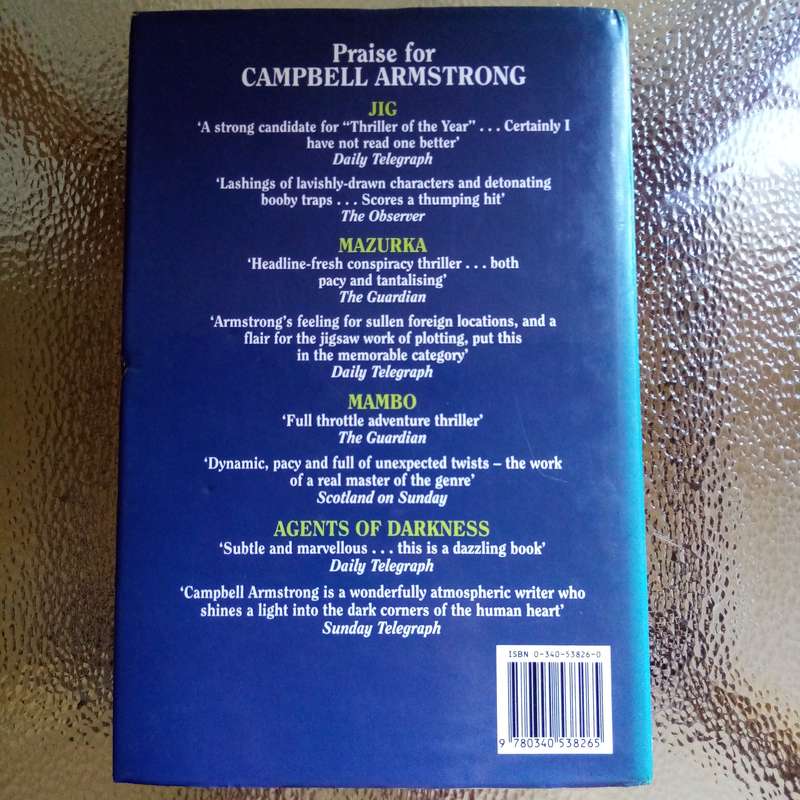 Praise for
CAMPBELL ARMSTRONG
JIG
‘A strong candidate for “Thriller of the Year” . . . Certainly I
have not read one better’
Daily Telegraph
‘Lashings of lavishly-drawn characters and detonating
booby traps . . . Scores a thumping hit’
The Observer
MAZURKA
‘Headline-fresh conspiracy thriller . . . both
pacy and tantalising’
The Guardian
‘Armstrong’s feeling for sullen foreign locations, and a
flair for the jigsaw work of plotting, put this
in the memorable category’
Daily Telegraph
MAMBO
‘Full throttle adventure thriller’
The Guardian
‘Dynamic, pacy and full of unexpected twists – the work
of a real master of the genre’
Scotland on Sunday
AGENTS OF DARKNESS
‘Subtle and marvellous . . . this is a dazzling book’
Daily Telegraph
‘Campbell Armstrong is a wonderfully atmospheric writer who
shines a light into the dark corners of the human heart’
Sunday Telegraph
ISBN 0-340-53826-0
9 780340 538265